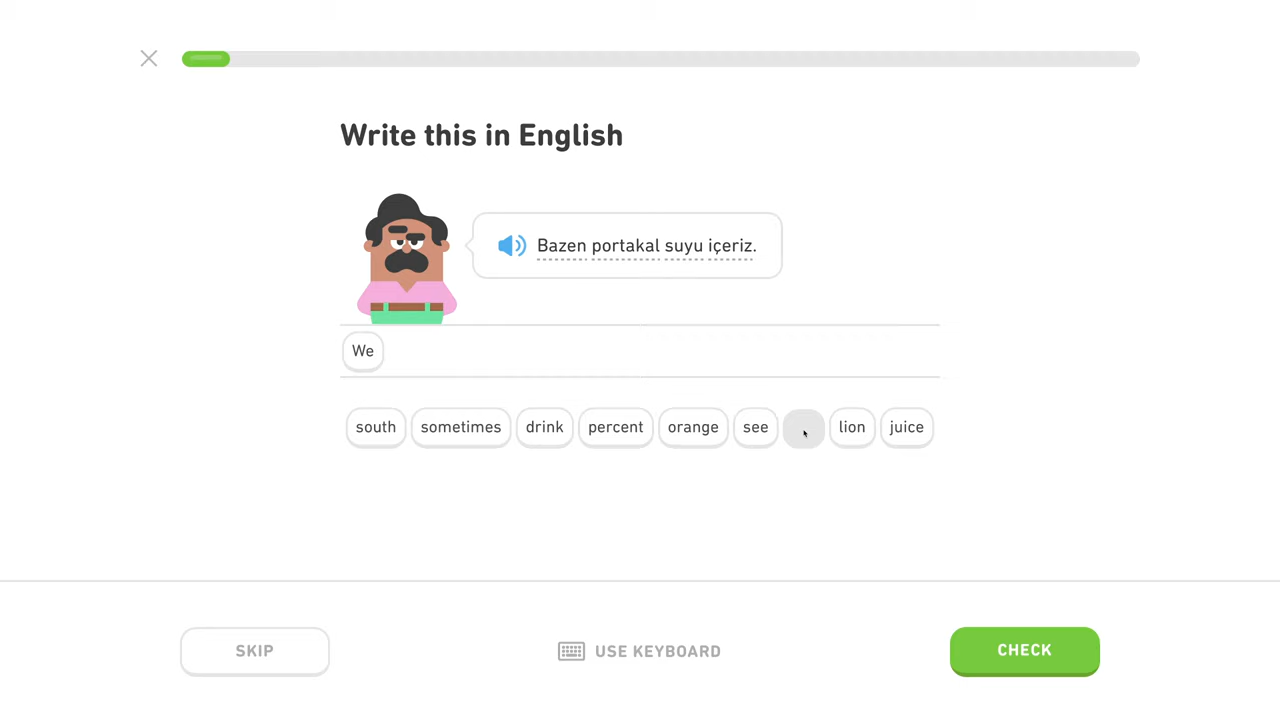 Write this in English
Bazen portakal suyu içeriz.
We
south sometimes drink percent orange see lion juice
SKIP USE KEYBOARD CHECK